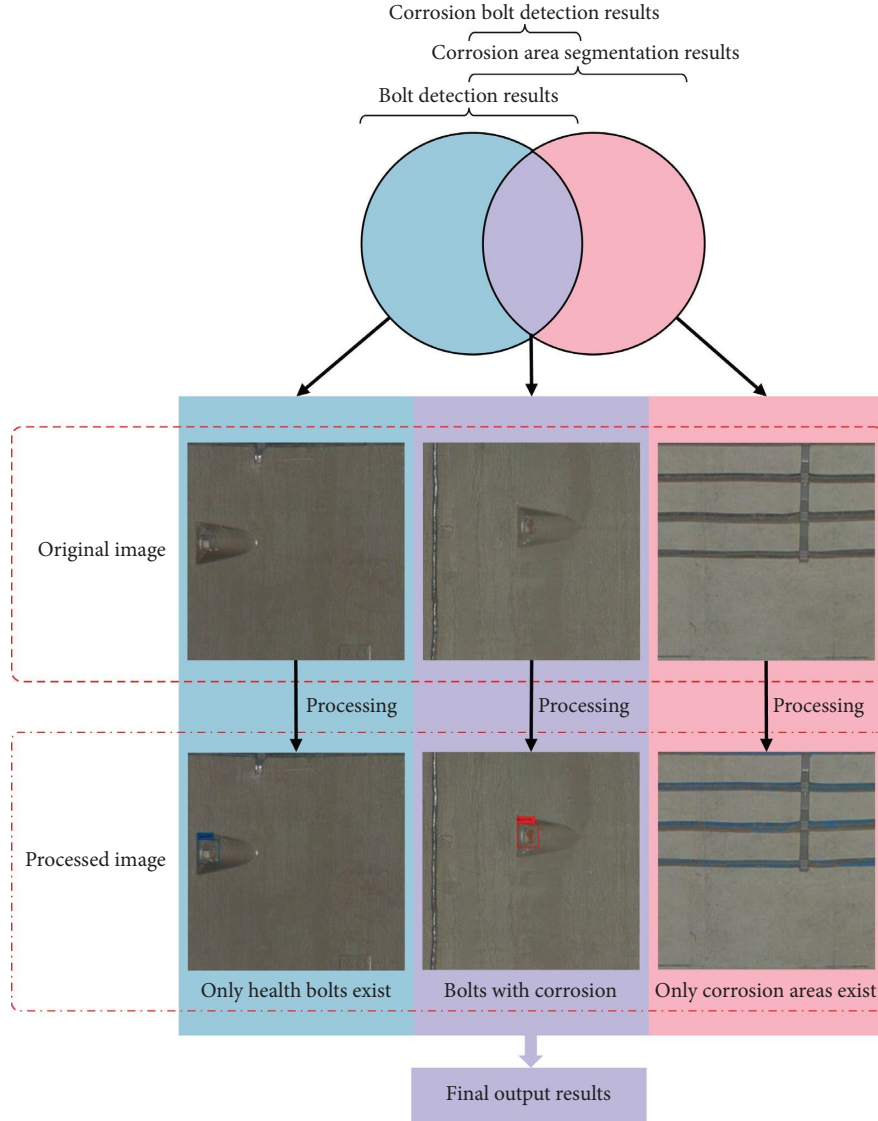 Corrosion bolt detection results
Corrosion area segmentation results
Bolt detection results
Original image
Processing
Processing
Processing
Processed image
Only health bolts exist
Bolts with corrosion
Only corrosion areas exist
Final output results